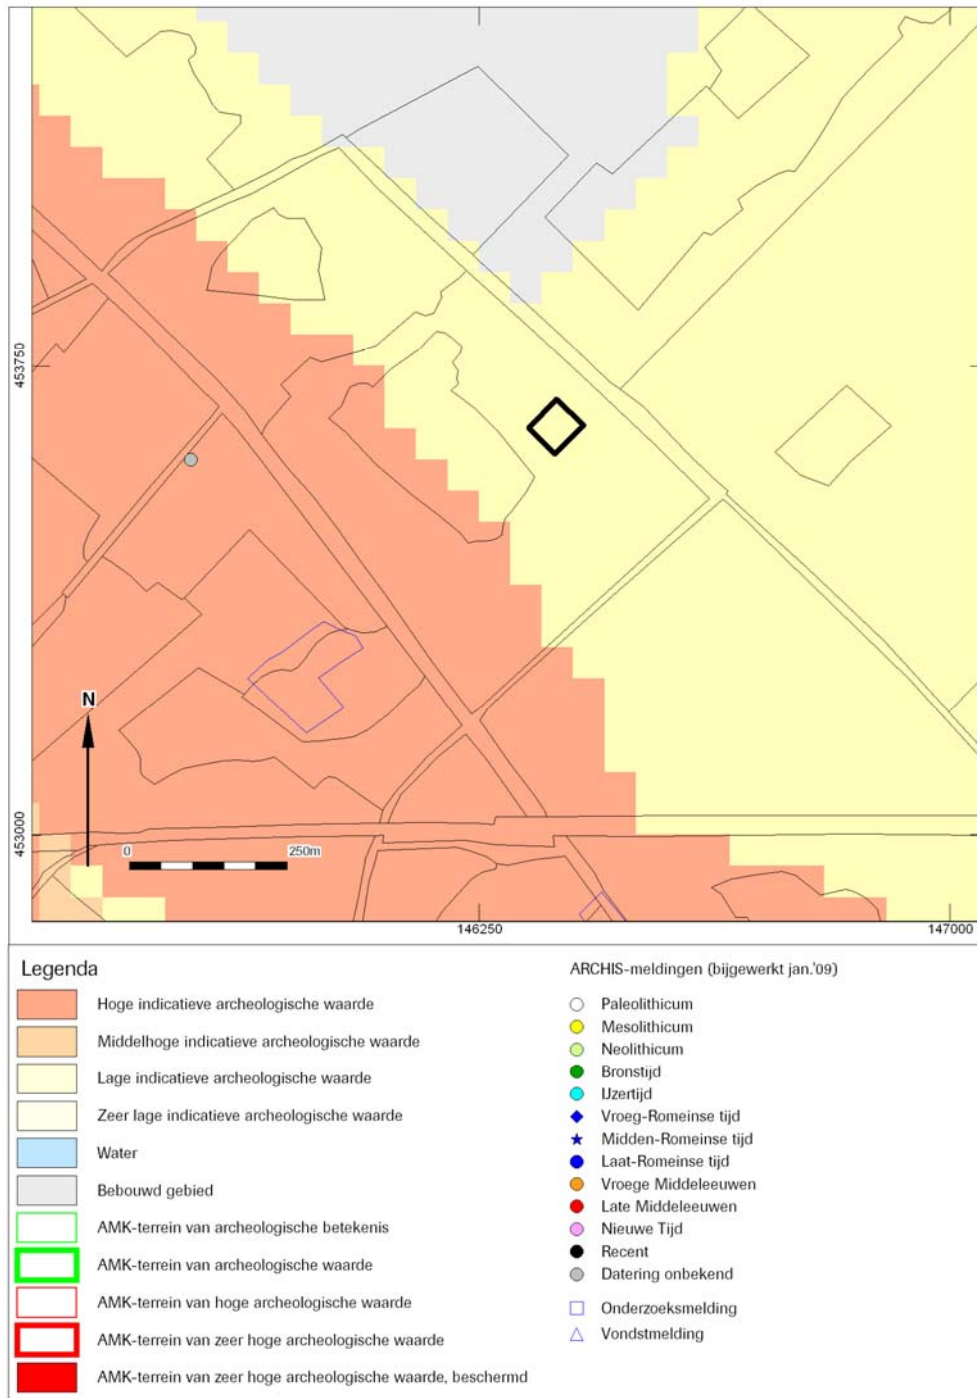 453750
N
453000
0 250m
146250 147000
Legenda
Hoge indicatieve archeologische waarde
Middelhoge indicatieve archeologische waarde
Lage indicatieve archeologische waarde
Zeer lage indicatieve archeologische waarde
Water
Bebouwd gebied
AMK-terrein van archeologische betekenis
AMK-terrein van archeologische waarde
AMK-terrein van hoge archeologische waarde
AMK-terrein van zeer hoge archeologische waarde
AMK-terrein van zeer hoge archeologische waarde, beschermd
ARCHIS-meldingen (bijgewerkt jan.'09)
Paleolithicum
Mesolithicum
Neolithicum
Bronstijd
IJzertijd
Vroeg-Romeinse tijd
Midden-Romeinse tijd
Laat-Romeinse tijd
Vroege Middeleeuwen
Late Middeleeuwen
Nieuwe Tijd
Recent
Datering onbekend
Onderzoeksmelding
Vondstmelding